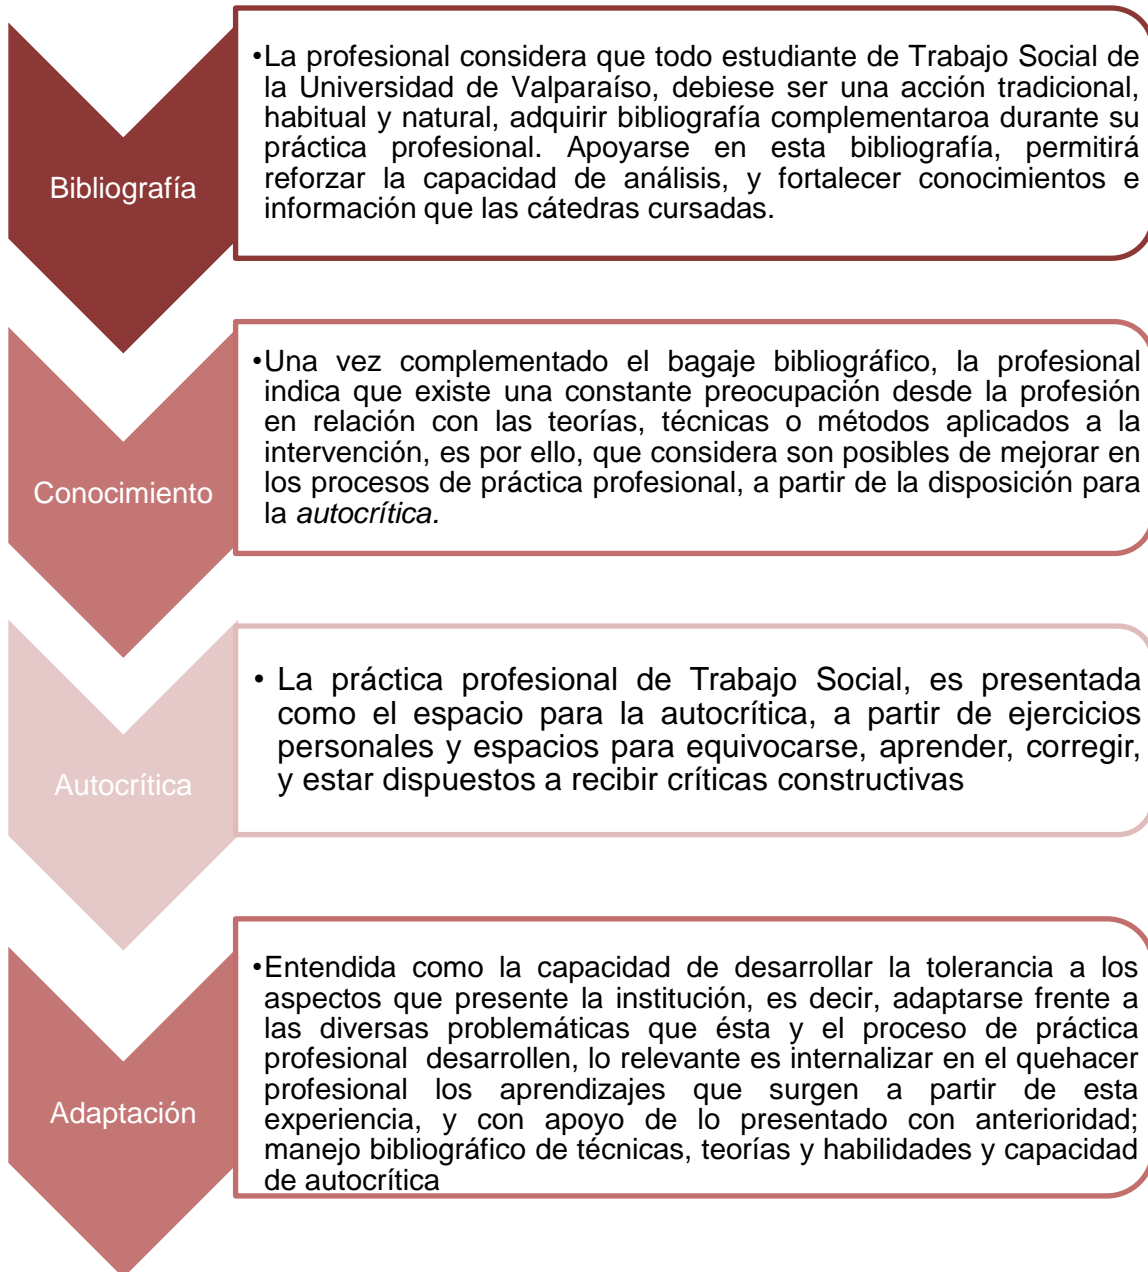 Bibliografía
•La profesional considera que todo estudiante de Trabajo Social de
la Universidad de Valparaíso, debiese ser una acción tradicional,
habitual y natural, adquirir bibliografía complementaroa durante su
práctica profesional. Apoyarse en esta bibliografía, permitirá
reforzar la capacidad de análisis, y fortalecer conocimientos e
información que las cátedras cursadas.
Conocimiento
•Una vez complementado el bagaje bibliográfico, la profesional
indica que existe una constante preocupación desde la profesión
en relación con las teorías, técnicas o métodos aplicados a la
intervención, es por ello, que considera son posibles de mejorar en
los procesos de práctica profesional, a partir de la disposición para
la autocrítica.
Autocrítica
• La práctica profesional de Trabajo Social, es presentada
como el espacio para la autocrítica, a partir de ejercicios
personales y espacios para equivocarse, aprender, corregir,
y estar dispuestos a recibir críticas constructivas
Adaptación
•Entendida como la capacidad de desarrollar la tolerancia a los
aspectos que presente la institución, es decir, adaptarse frente a
las diversas problemáticas que ésta y el proceso de práctica
profesional desarrollen, lo relevante es internalizar en el quehacer
profesional los aprendizajes que surgen a partir de esta
experiencia, y con apoyo de lo presentado con anterioridad;
manejo bibliográfico de técnicas, teorías y habilidades y capacidad
de autocrítica